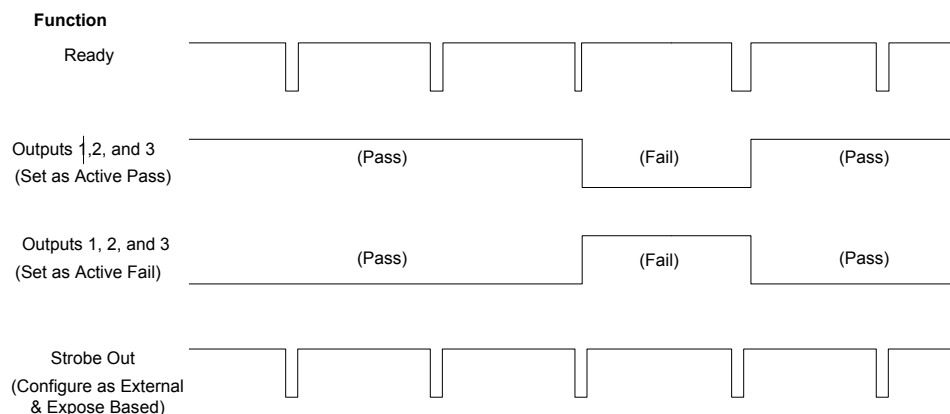 Function
Ready
Outputs 1,2, and 3
(Set as Active Pass)
(Pass)
(Fail)
(Pass)
Outputs 1, 2, and 3
(Set as Active Fail)
(Pass)
(Fail)
(Pass)
Strobe Out
(Configure as External
& Expose Based)